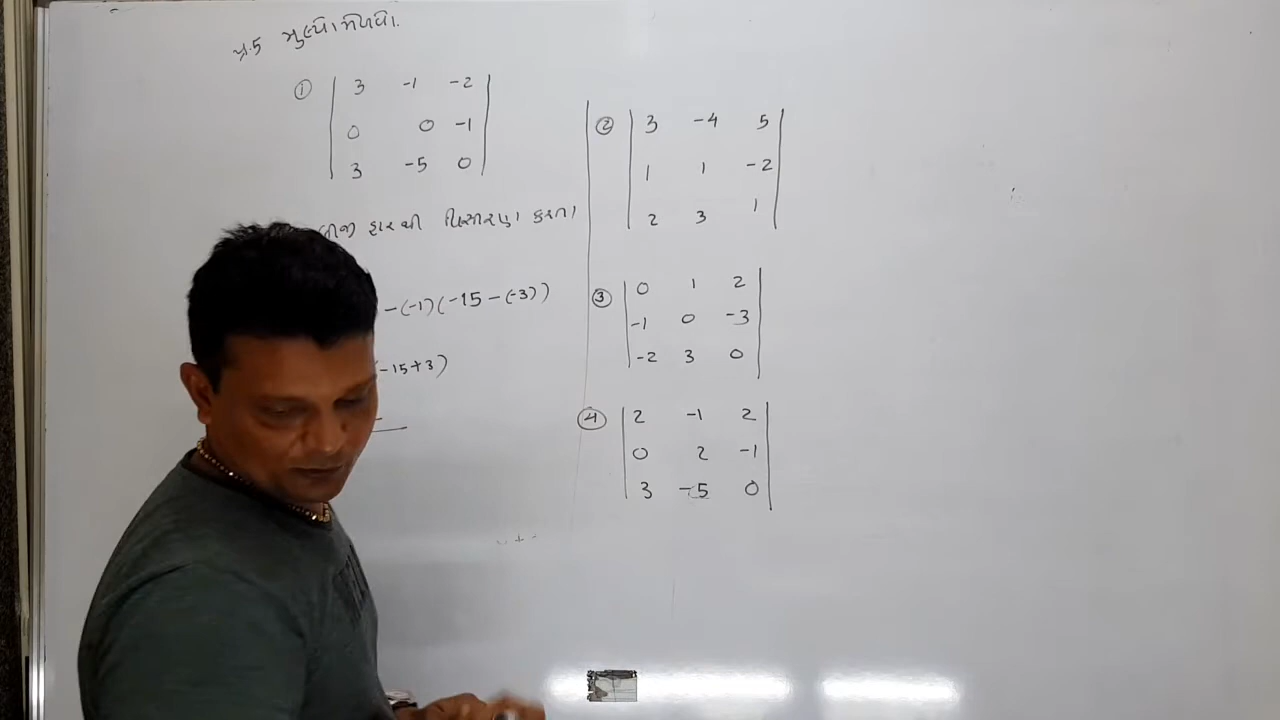 પ્ર.5 મુલ્યો મેળવો.
① | 3 -1 -2 |
| 0 0 -1 |
| 3 -5 0 |
હારથી વિસ્તરણ કરતાં
-(-1)(-15-(-3))
(-15+3)
② | 3 -4 5 |
| 1 1 -2 |
| 2 3 1 |
③ | 0 1 2 |
| -1 0 -3 |
| -2 3 0 |
④ | 2 -1 2 |
| 0 2 -1 |
| 3 -5 0 |